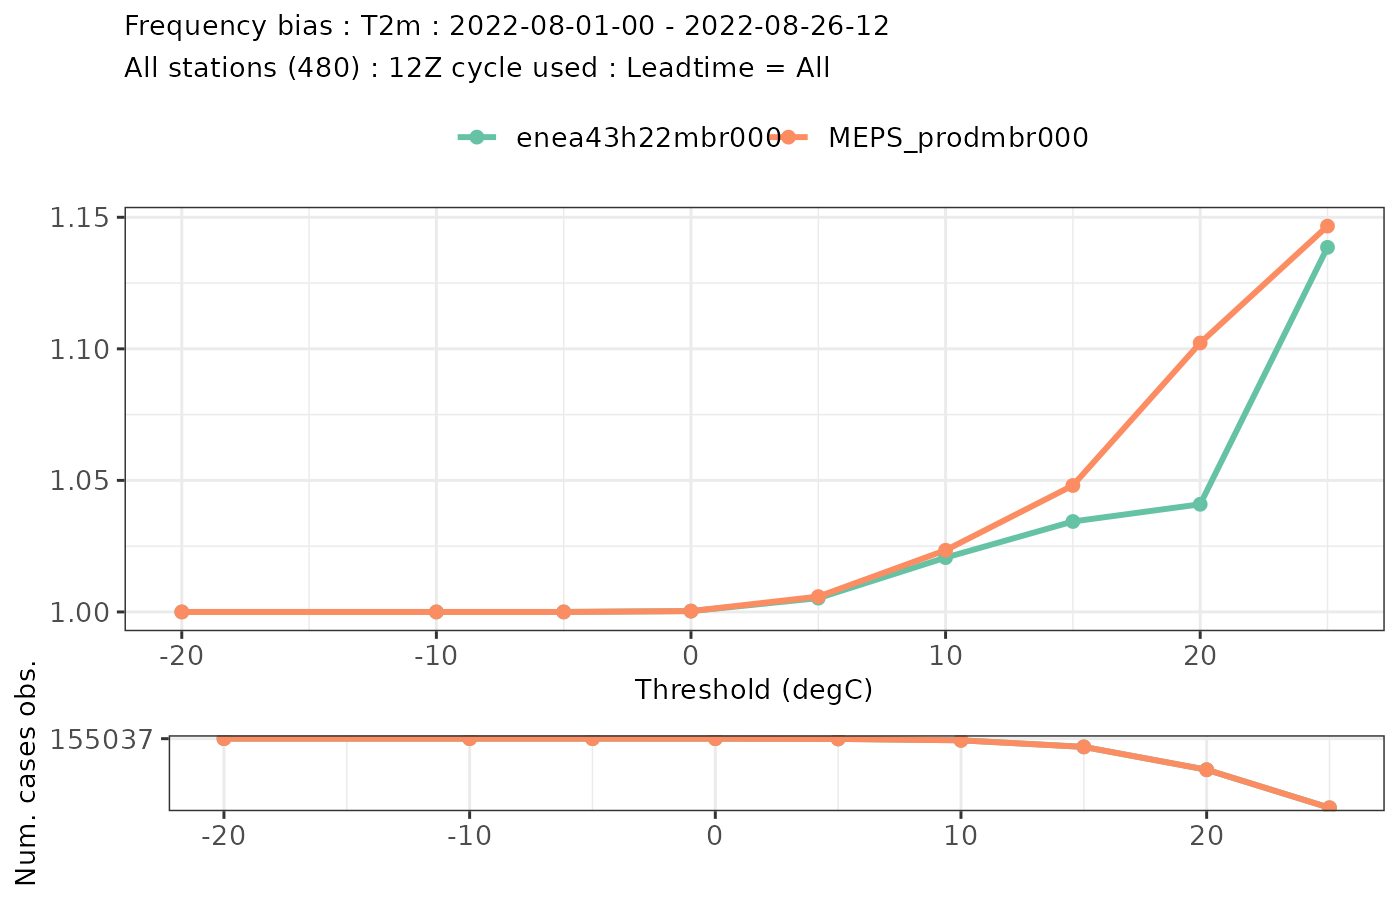 Frequency bias : T2m : 2022-08-01-00 - 2022-08-26-12
All stations (480) : 12Z cycle used : Leadtime = All
enea43h22mbr000 MEPS_prodmbr000
1.15
1.10
1.05
1.00
-20 -10 0 10 20
Threshold (degC)
Num. cases obs.
155037
-20 -10 0 10 20